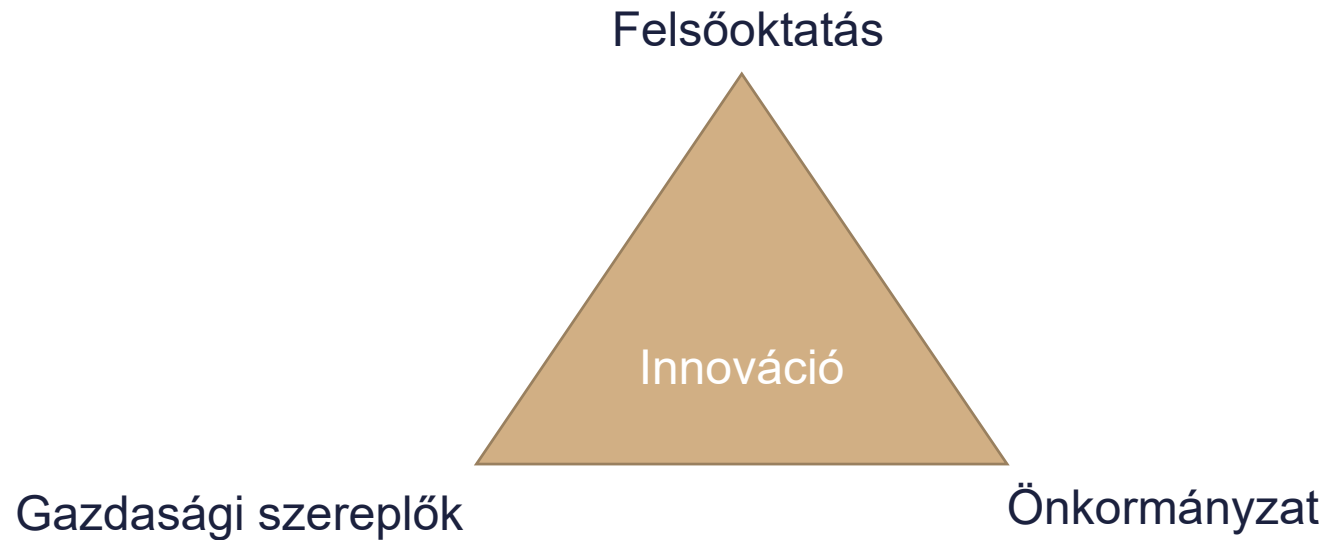 Felsőoktatás
Innováció
Gazdasági szereplők
Önkormányzat